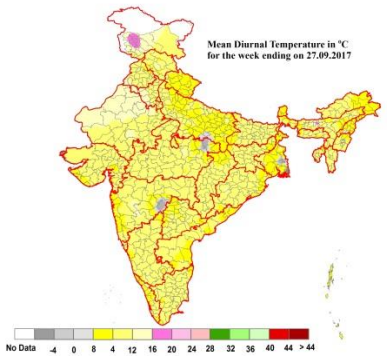 Mean Diurnal Temperature in °C
for the week ending on 27.09.2017
No Data -4 0 8 4 12 16 20 24 28 32 36 40 44 > 44